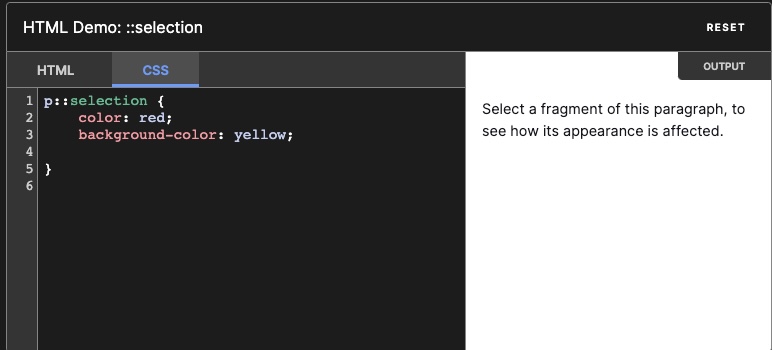 HTML Demo: ::selection
RESET
HTML
CSS
OUTPUT
1 p::selection {
2     color: red;
3     background-color: yellow;
4
5 }
6
Select a fragment of this paragraph, to
see how its appearance is affected.